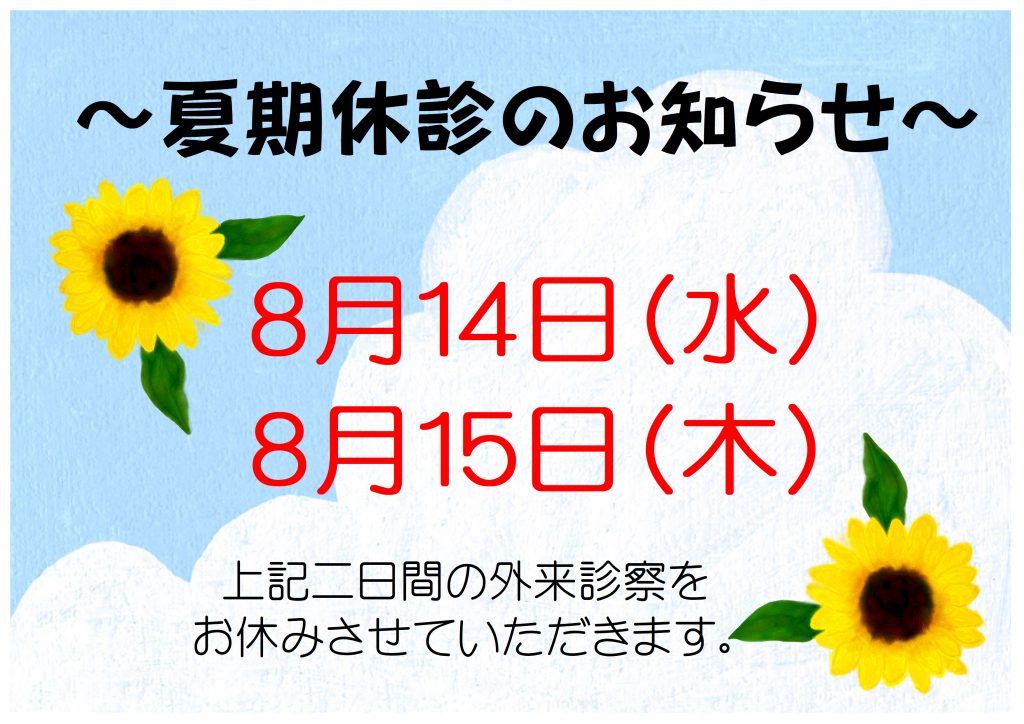 ～夏期休診のお知らせ～
8月14日（水）
8月15日（木）
上記二日間の外来診察を
お休みさせていただきます。